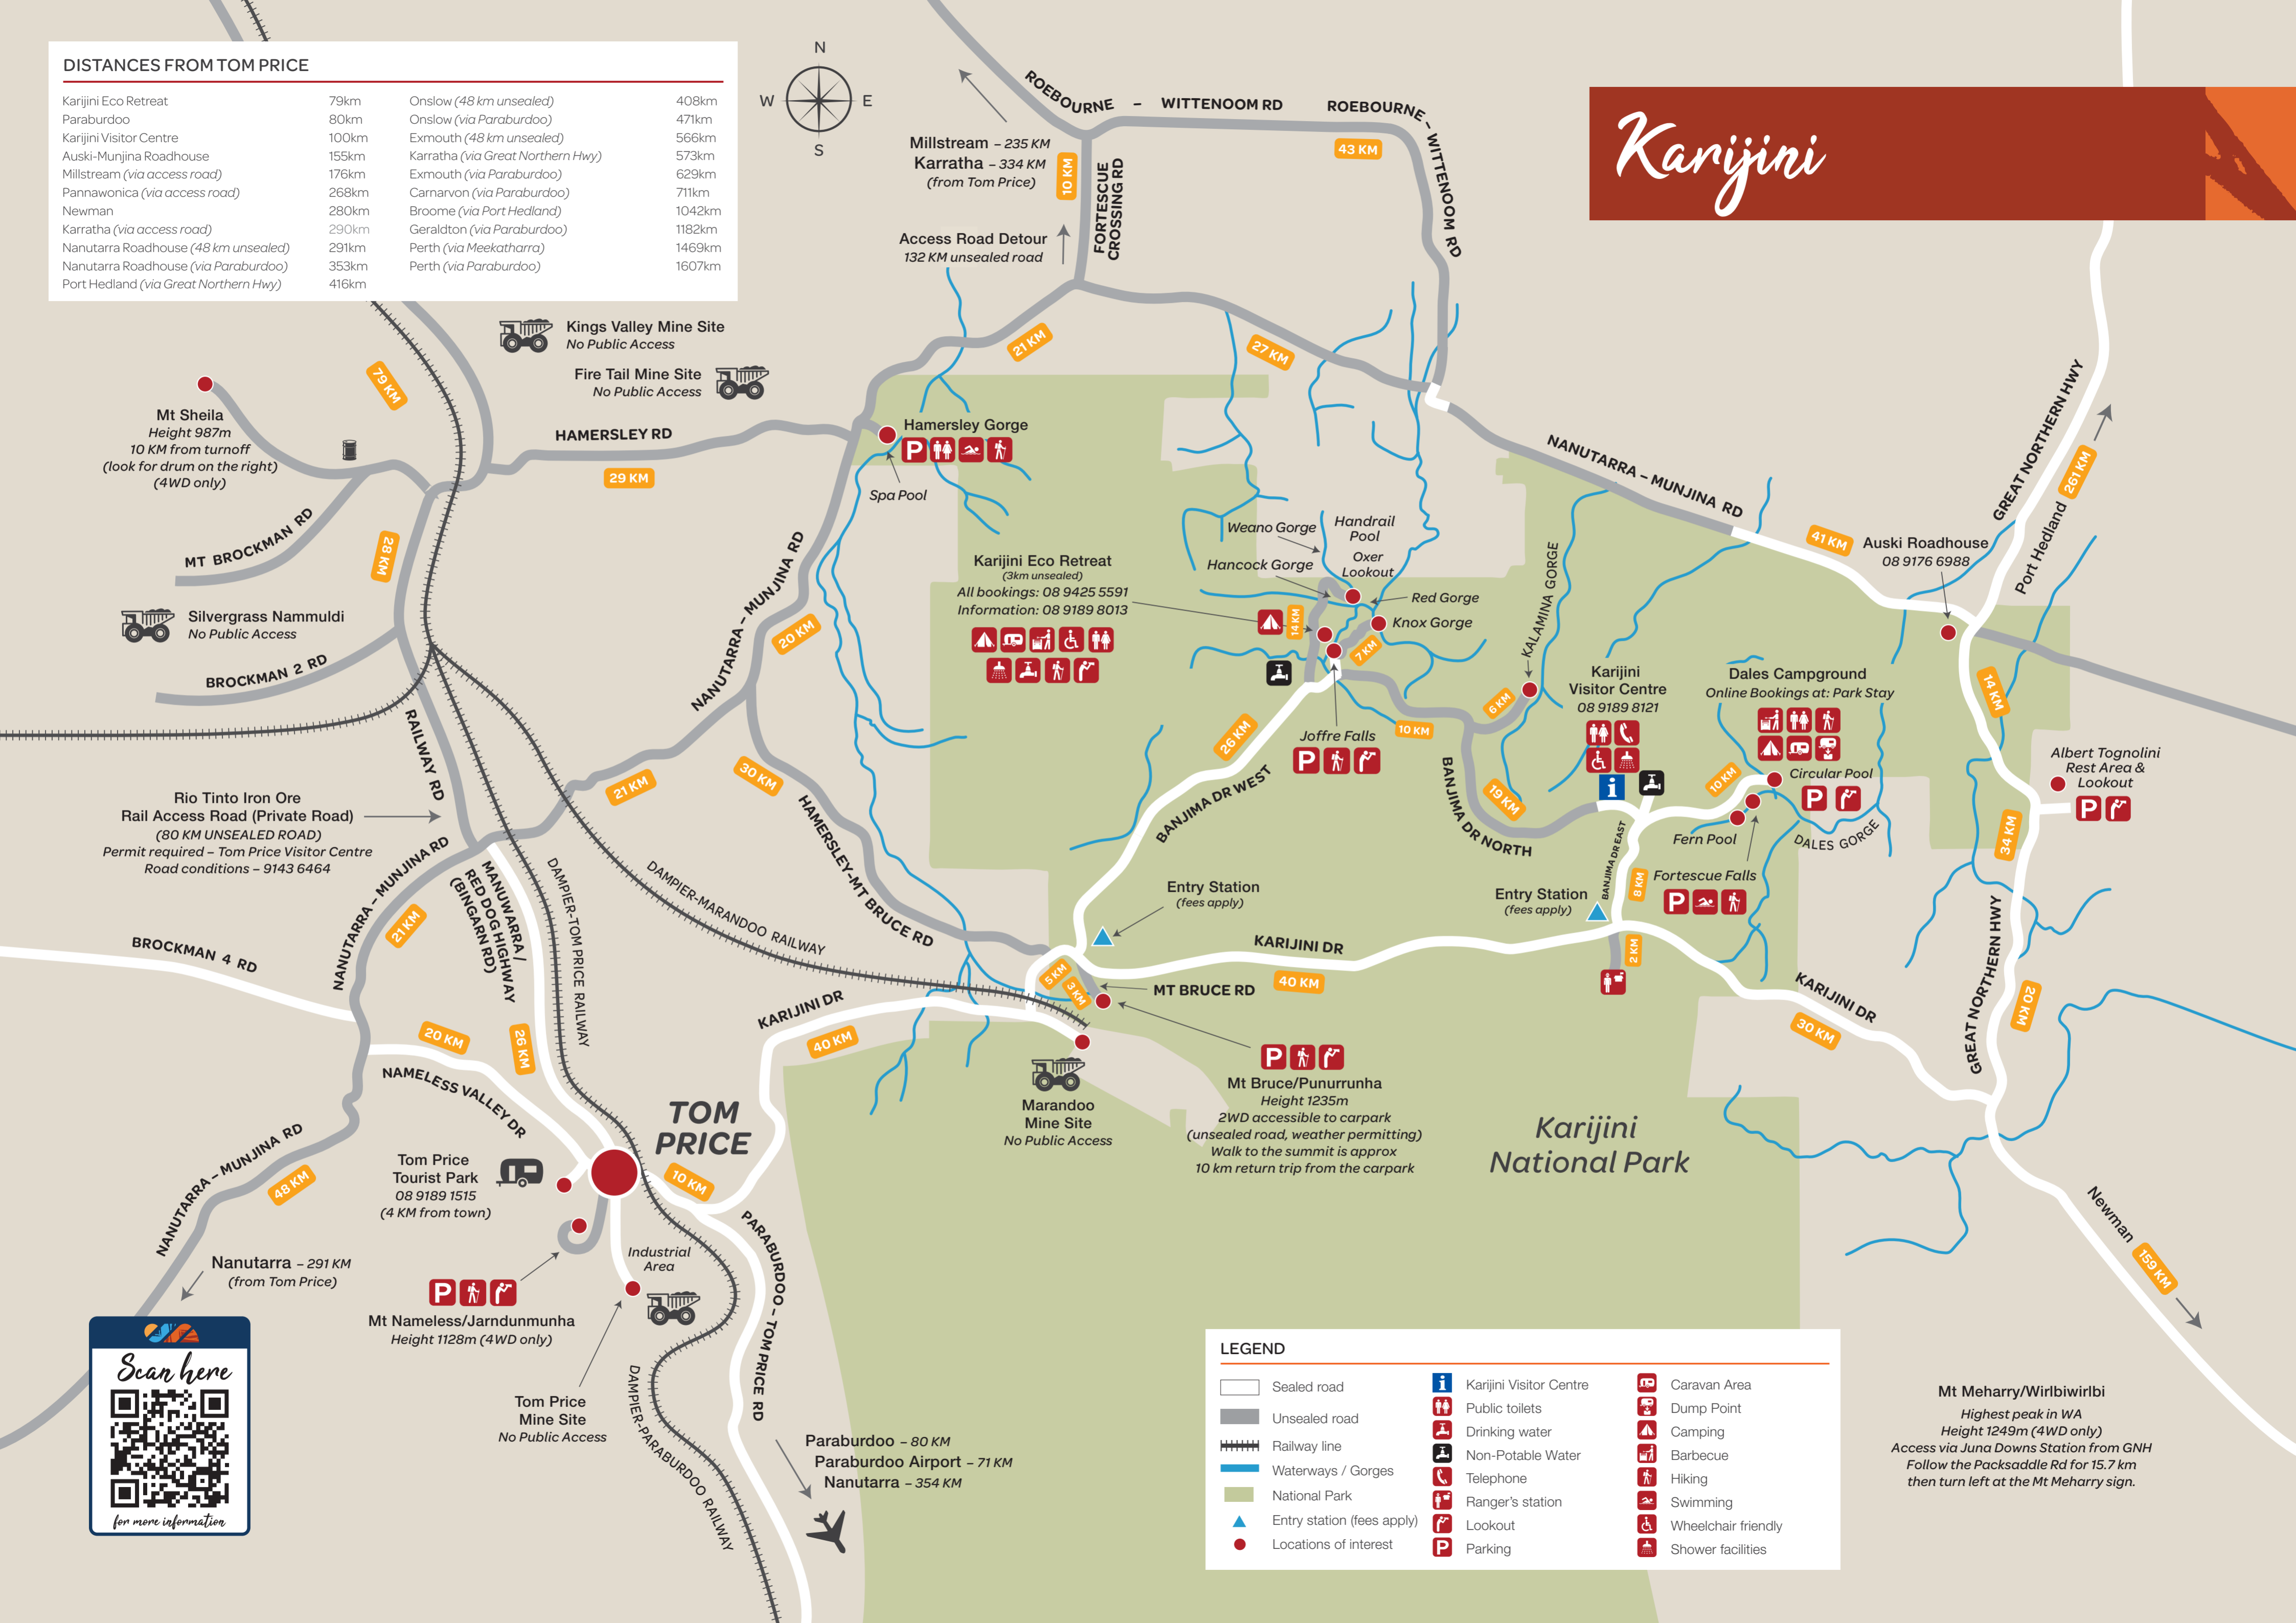 DISTANCES FROM TOM PRICE
Karijini Eco Retreat 79km
Paraburdoo 80km
Karijini Visitor Centre 100km
Auski-Munjina Roadhouse 155km
Millstream (via access road) 176km
Pannawonica (via access road) 268km
Newman 280km
Karratha (via access road) 290km
Nanutarra Roadhouse (48 km unsealed) 291km
Nanutarra Roadhouse (via Paraburdoo) 353km
Port Hedland (via Great Northern Hwy) 416km
Onslow (48 km unsealed) 408km
Onslow (via Paraburdoo) 471km
Exmouth (48 km unsealed) 566km
Karratha (via Great Northern Hwy) 573km
Exmouth (via Paraburdoo) 629km
Carnarvon (via Paraburdoo) 711km
Broome (via Port Hedland) 1042km
Geraldton (via Paraburdoo) 1182km
Perth (via Meekatharra) 1469km
Perth (via Paraburdoo) 1607km
N
W
E
S
Karijini
ROEBOURNE – WITTENOOM RD
ROEBOURNE – WITTENOOM RD
43 KM
Millstream – 235 KM
Karratha – 334 KM
(from Tom Price)
10 KM
FORTESCUE
CROSSING RD
Access Road Detour
132 KM unsealed road
21 KM
27 KM
Kings Valley Mine Site
No Public Access
Fire Tail Mine Site
No Public Access
79 KM
Mt Sheila
Height 987m
10 KM from turnoff
(look for drum on the right)
(4WD only)
HAMERSLEY RD
29 KM
Hamersley Gorge
P
Spa Pool
MT BROCKMAN RD
28 KM
Silvergrass Nammuldi
No Public Access
BROCKMAN 2 RD
RAILWAY RD
NANUTARRA – MUNJINA RD
20 KM
21 KM
30 KM
HAMERSLEY-MT BRUCE RD
Karijini Eco Retreat
(3km unsealed)
All bookings: 08 9425 5591
Information: 08 9189 8013
Weano Gorge
Handrail
Pool
Hancock Gorge
Oxer
Lookout
Red Gorge
Knox Gorge
14 KM
7 KM
Joffre Falls
P
10 KM
6 KM
KALAMINA GORGE
NANUTARRA – MUNJINA RD
41 KM
Auski Roadhouse
08 9176 6988
GREAT NORTHERN HWY
Port Hedland 261 KM
14 KM
Karijini
Visitor Centre
08 9189 8121
i
Dales Campground
Online Bookings at: Park Stay
10 KM
Circular Pool
P
Fern Pool
DALES GORGE
Fortescue Falls
P
Albert Tognolini
Rest Area &
Lookout
P
34 KM
26 KM
BANJIMA DR WEST
BANJIMA DR NORTH
19 KM
BANJIMA DR EAST
8 KM
Entry Station
(fees apply)
Entry Station
(fees apply)
2 KM
KARIJINI DR
40 KM
KARIJINI DR
30 KM
GREAT NORTHERN HWY
20 KM
Rio Tinto Iron Ore
Rail Access Road (Private Road)
(80 KM UNSEALED ROAD)
Permit required – Tom Price Visitor Centre
Road conditions – 9143 6464
NANUTARRA – MUNJINA RD
21 KM
MANUWARRA/
RED DOG HIGHWAY
(BINGARN RD)
26 KM
DAMPIER-TOM PRICE RAILWAY
DAMPIER-MARANDOO RAILWAY
BROCKMAN 4 RD
20 KM
NAMELESS VALLEY DR
KARIJINI DR
40 KM
5 KM
3 KM
MT BRUCE RD
Marandoo
Mine Site
No Public Access
P
Mt Bruce/Punurrunha
Height 1235m
2WD accessible to carpark
(unsealed road, weather permitting)
Walk to the summit is approx
10 km return trip from the carpark
Karijini
National Park
TOM
PRICE
10 KM
Tom Price
Tourist Park
08 9189 1515
(4 KM from town)
NANUTARRA – MUNJINA RD
48 KM
Nanutarra – 291 KM
(from Tom Price)
P
Mt Nameless/Jarndunmunha
Height 1128m (4WD only)
Industrial
Area
Tom Price
Mine Site
No Public Access
PARABURDOO – TOM PRICE RD
DAMPIER-PARABURDOO RAILWAY
Paraburdoo – 80 KM
Paraburdoo Airport – 71 KM
Nanutarra – 354 KM
Newman
159 KM
Scan here
for more information
LEGEND
Sealed road
Unsealed road
Railway line
Waterways / Gorges
National Park
Entry station (fees apply)
Locations of interest
i Karijini Visitor Centre
Public toilets
Drinking water
Non-Potable Water
Telephone
Ranger's station
Lookout
P Parking
Caravan Area
Dump Point
Camping
Barbecue
Hiking
Swimming
Wheelchair friendly
Shower facilities
Mt Meharry/Wirlbiwirlbi
Highest peak in WA
Height 1249m (4WD only)
Access via Juna Downs Station from GNH
Follow the Packsaddle Rd for 15.7 km
then turn left at the Mt Meharry sign.